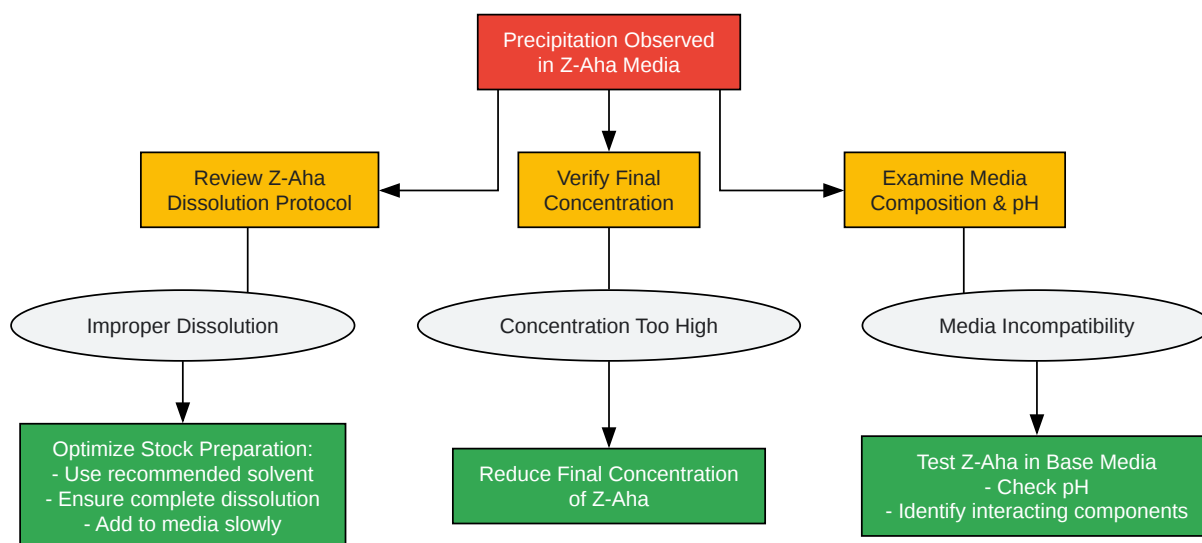 Precipitation Observed
in Z-Aha Media
Review Z-Aha
Dissolution Protocol
Verify Final
Concentration
Examine Media
Composition & pH
Improper Dissolution
Concentration Too High
Media Incompatibility
Optimize Stock Preparation:
- Use recommended solvent
- Ensure complete dissolution
- Add to media slowly
Reduce Final Concentration
of Z-Aha
Test Z-Aha in Base Media
- Check pH
- Identify interacting components